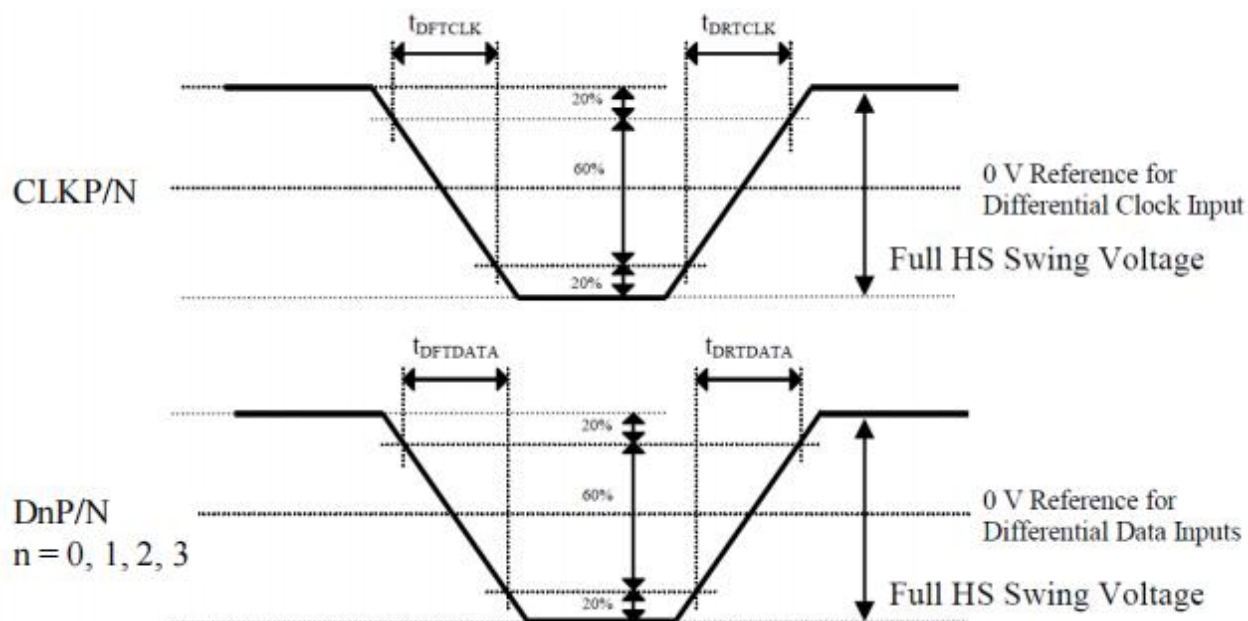 tDFTCLK
tDRTCLK
20%
60%
20%
CLKP/N
0 V Reference for
Differential Clock Input
Full HS Swing Voltage
tDFTDATA
tDRTDATA
20%
60%
20%
DnP/N
n = 0, 1, 2, 3
0 V Reference for
Differential Data Inputs
Full HS Swing Voltage